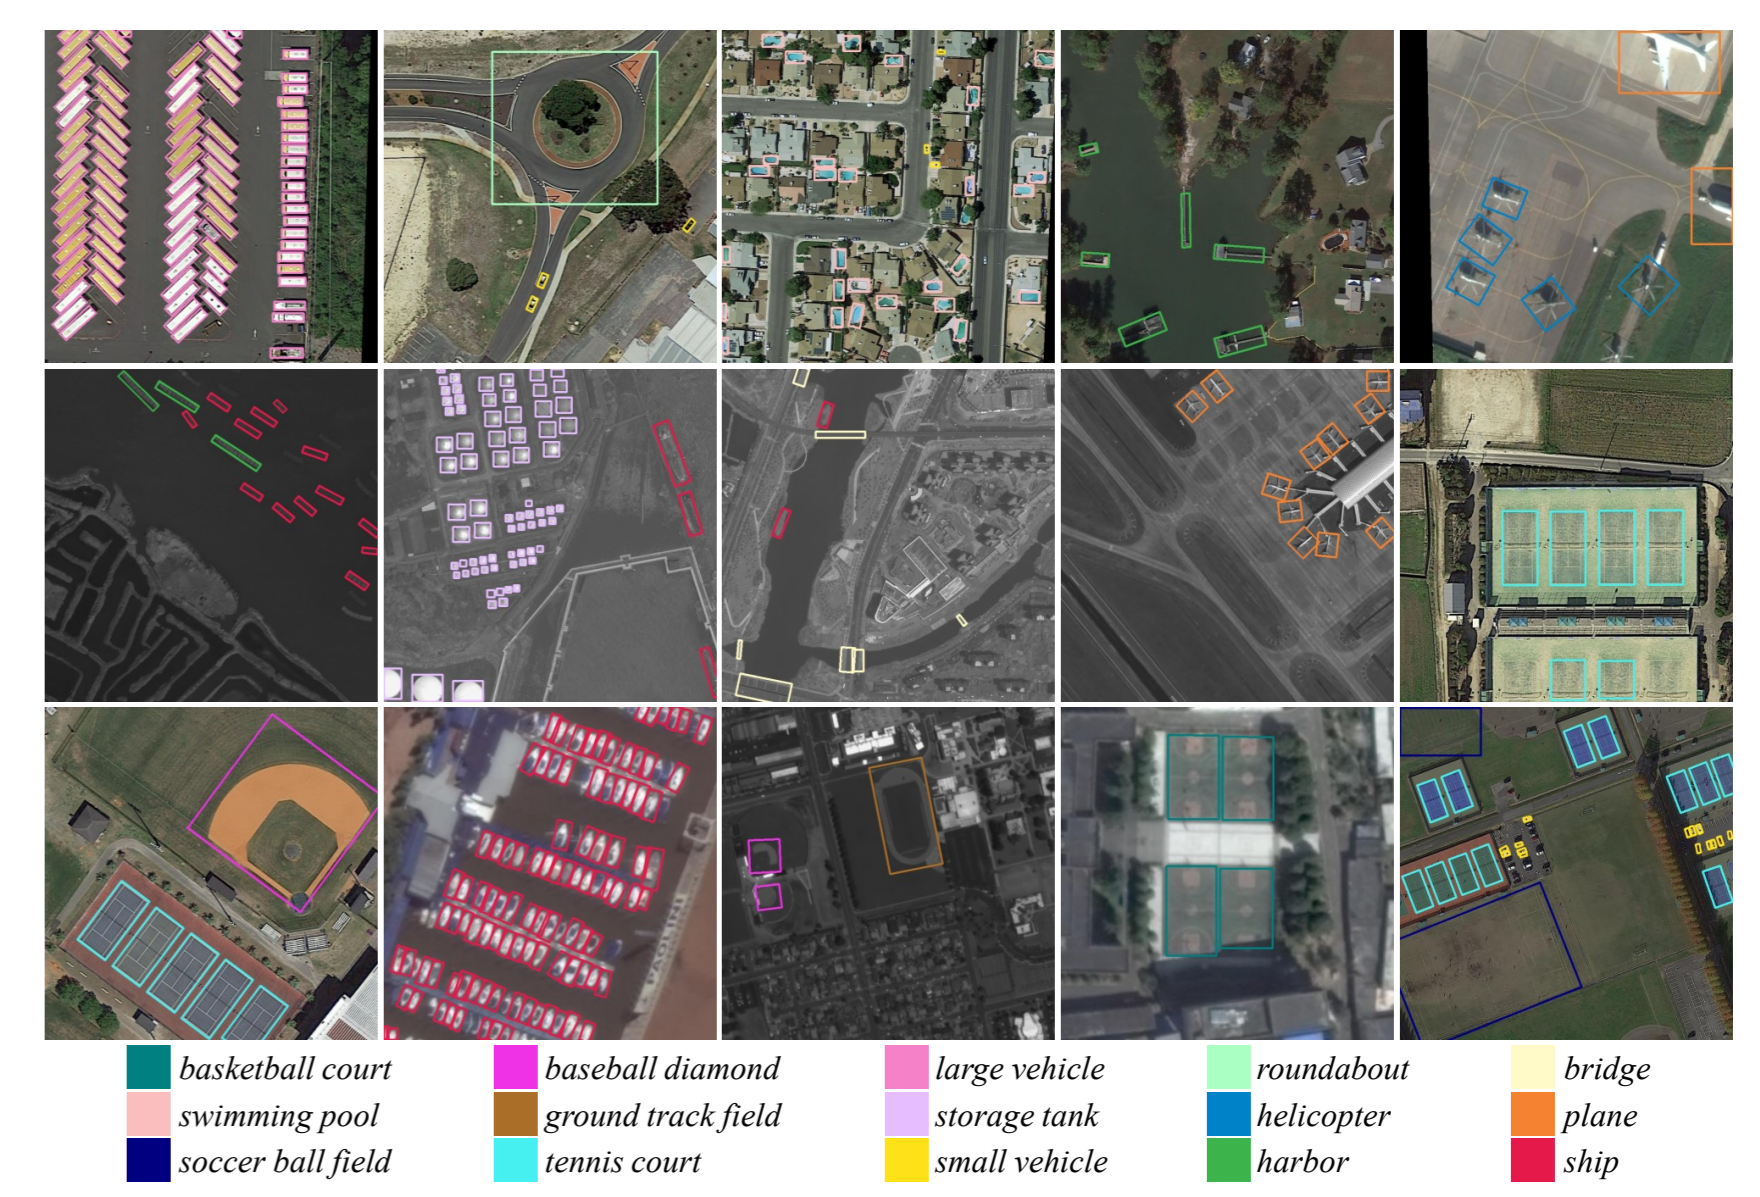 basketball court baseball diamond large vehicle roundabout bridge
swimming pool ground track field storage tank helicopter plane
soccer ball field tennis court small vehicle harbor ship